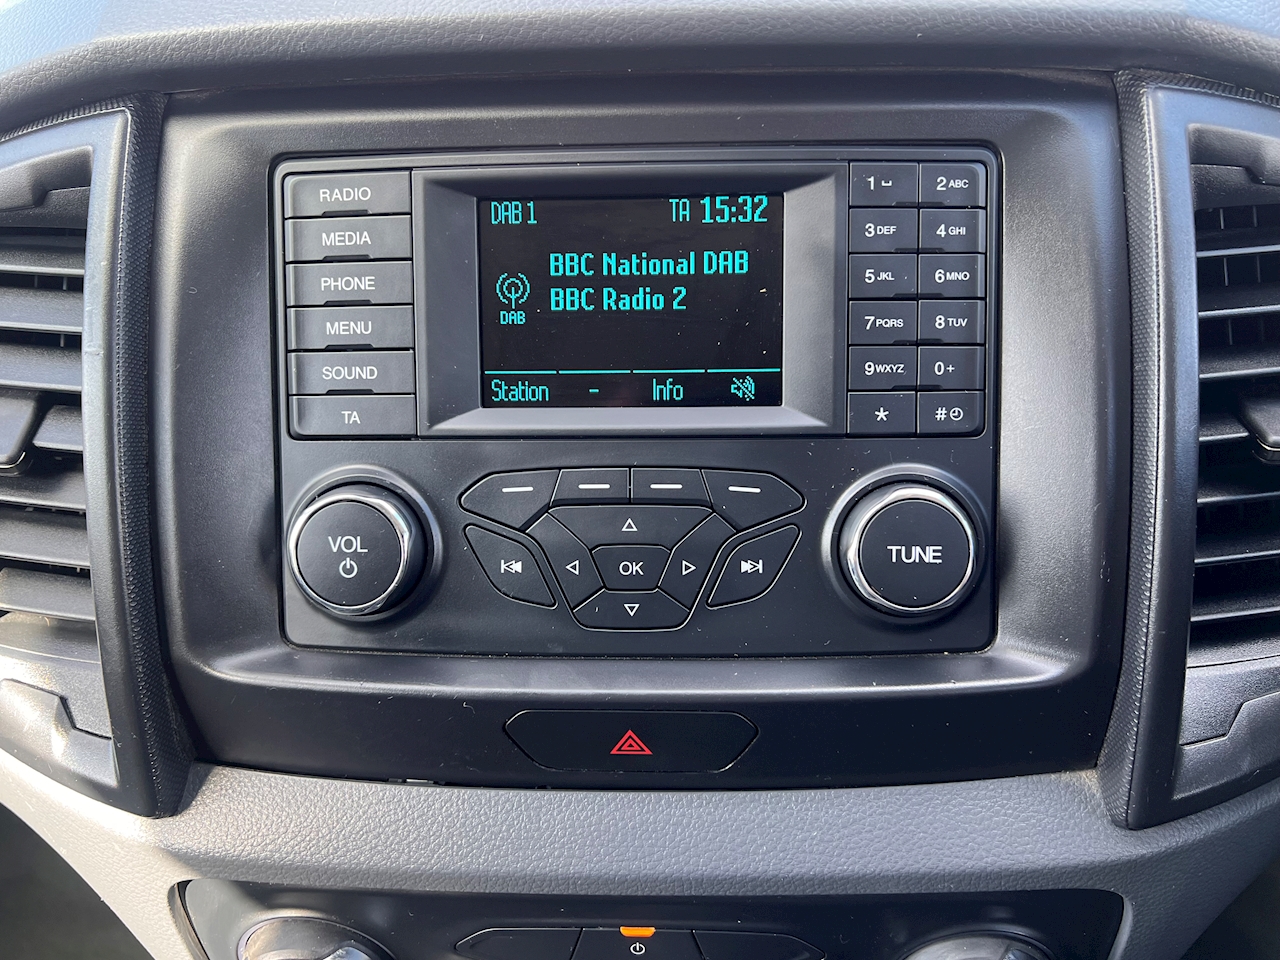 RADIO
MEDIA
PHONE
MENU
SOUND
TA
DAB 1 TA 15:32
BBC National DAB
BBC Radio 2
DAB
Station - Info
1 ⎵ 2 ABC
3 DEF 4 GHI
5 JKL 6 MNO
7 PQRS 8 TUV
9 WXYZ 0 +
* #
VOL
OK
TUNE